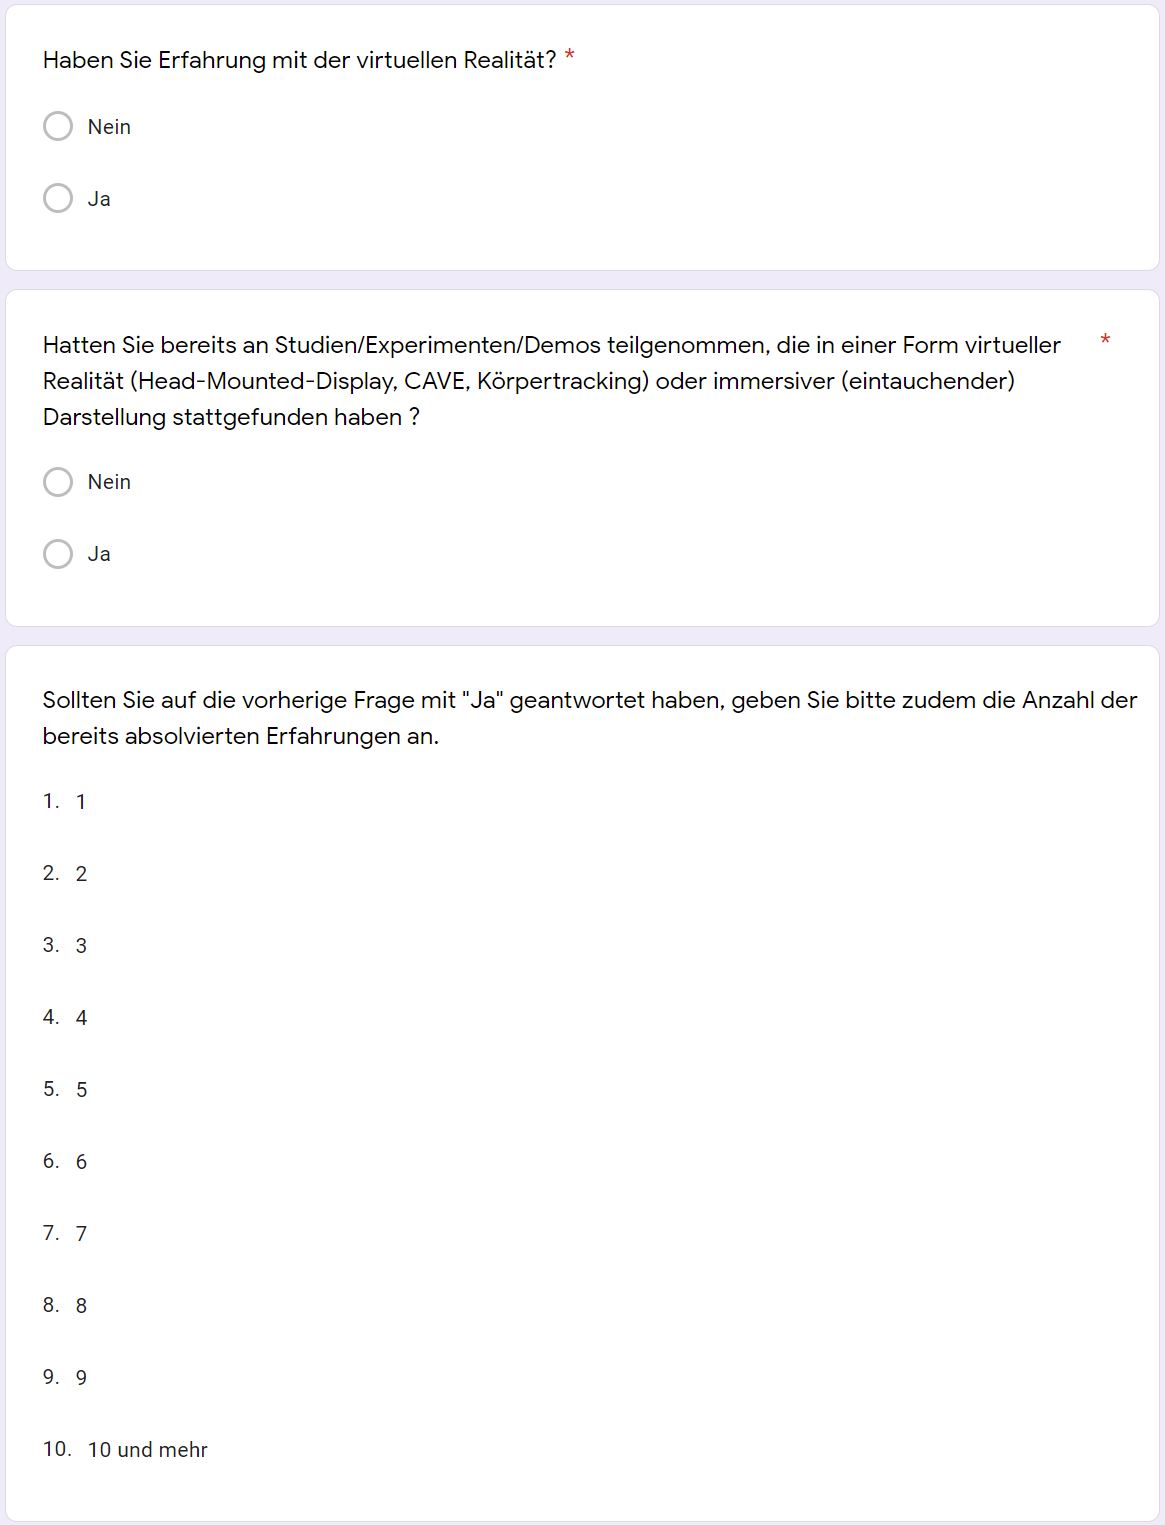 Haben Sie Erfahrung mit der virtuellen Realität? *
Nein
Ja
Hatten Sie bereits an Studien/Experimenten/Demos teilgenommen, die in einer Form virtueller *
Realität (Head-Mounted-Display, CAVE, Körpertracking) oder immersiver (eintauchender)
Darstellung stattgefunden haben ?
Nein
Ja
Sollten Sie auf die vorherige Frage mit "Ja" geantwortet haben, geben Sie bitte zudem die Anzahl der
bereits absolvierten Erfahrungen an.
1. 1
2. 2
3. 3
4. 4
5. 5
6. 6
7. 7
8. 8
9. 9
10. 10 und mehr